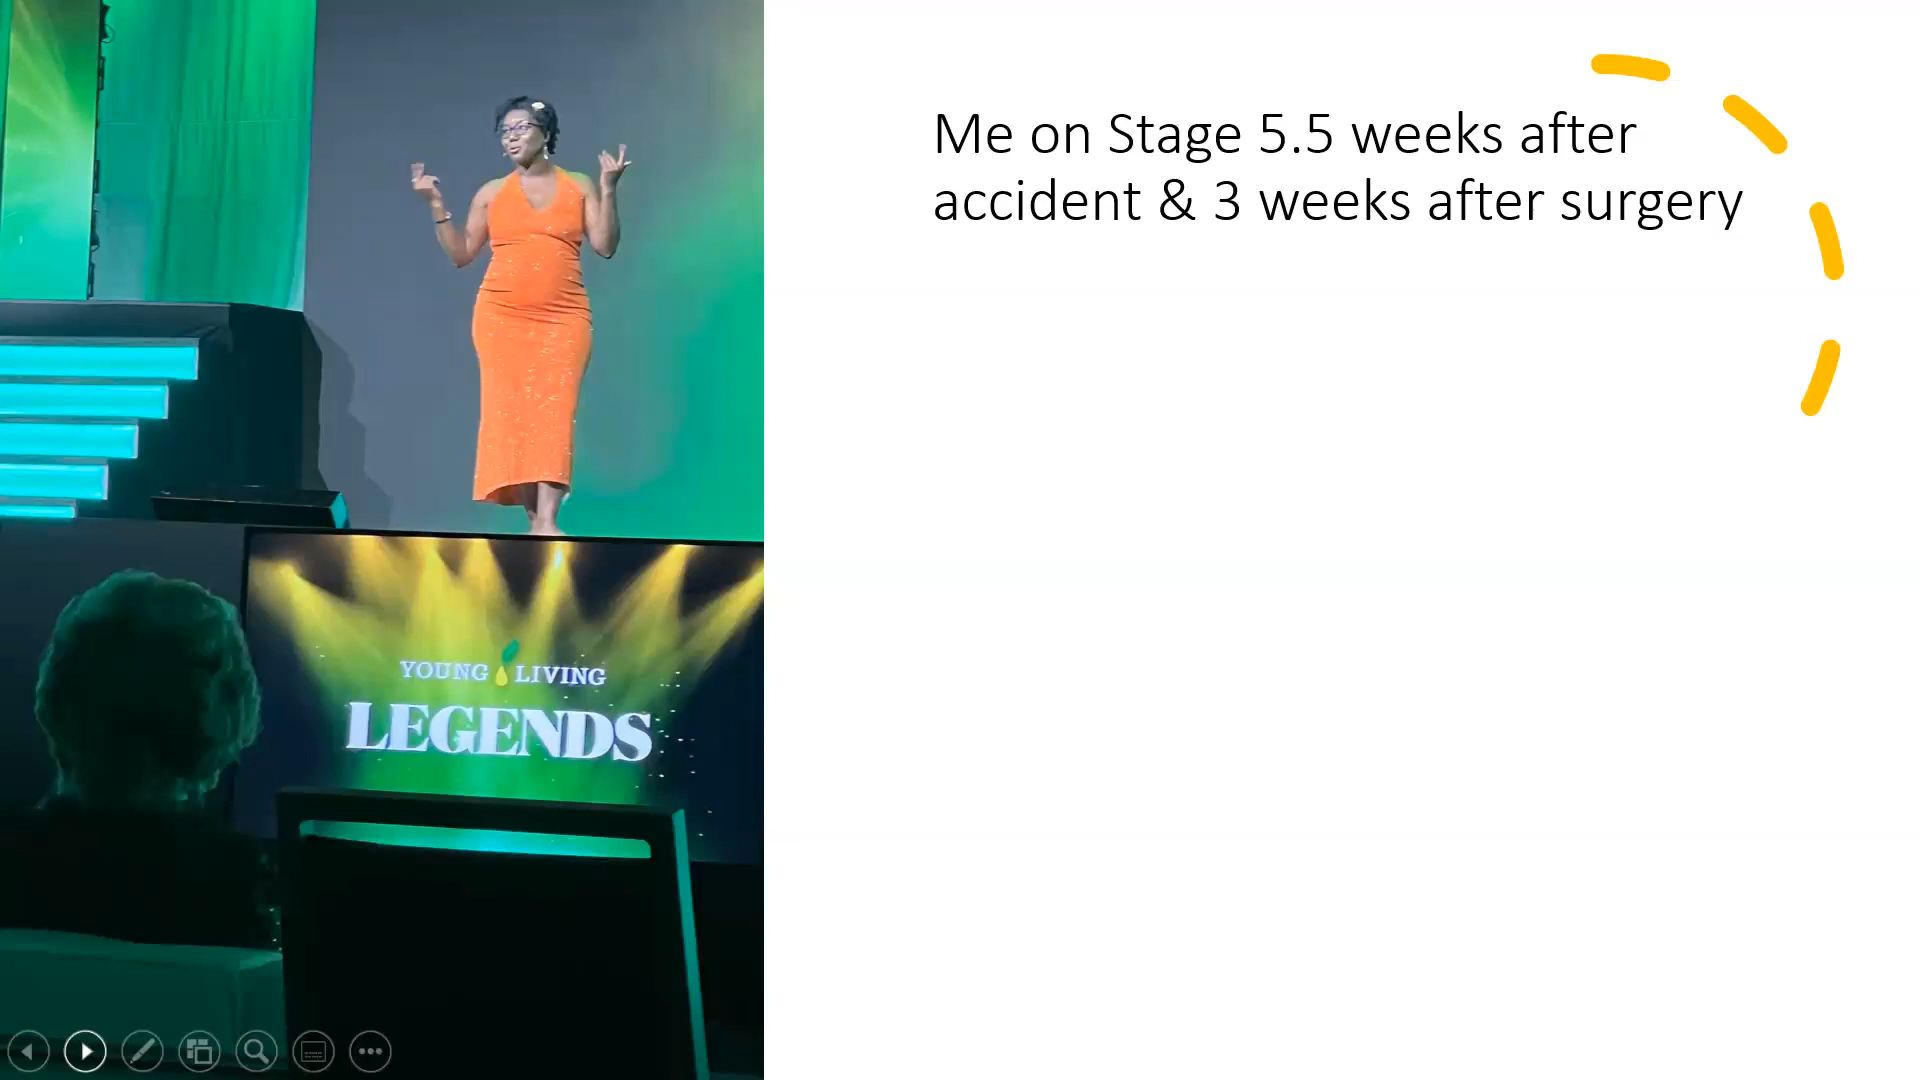 Me on Stage 5.5 weeks after
accident & 3 weeks after surgery
YOUNG LIVING
LEGENDS